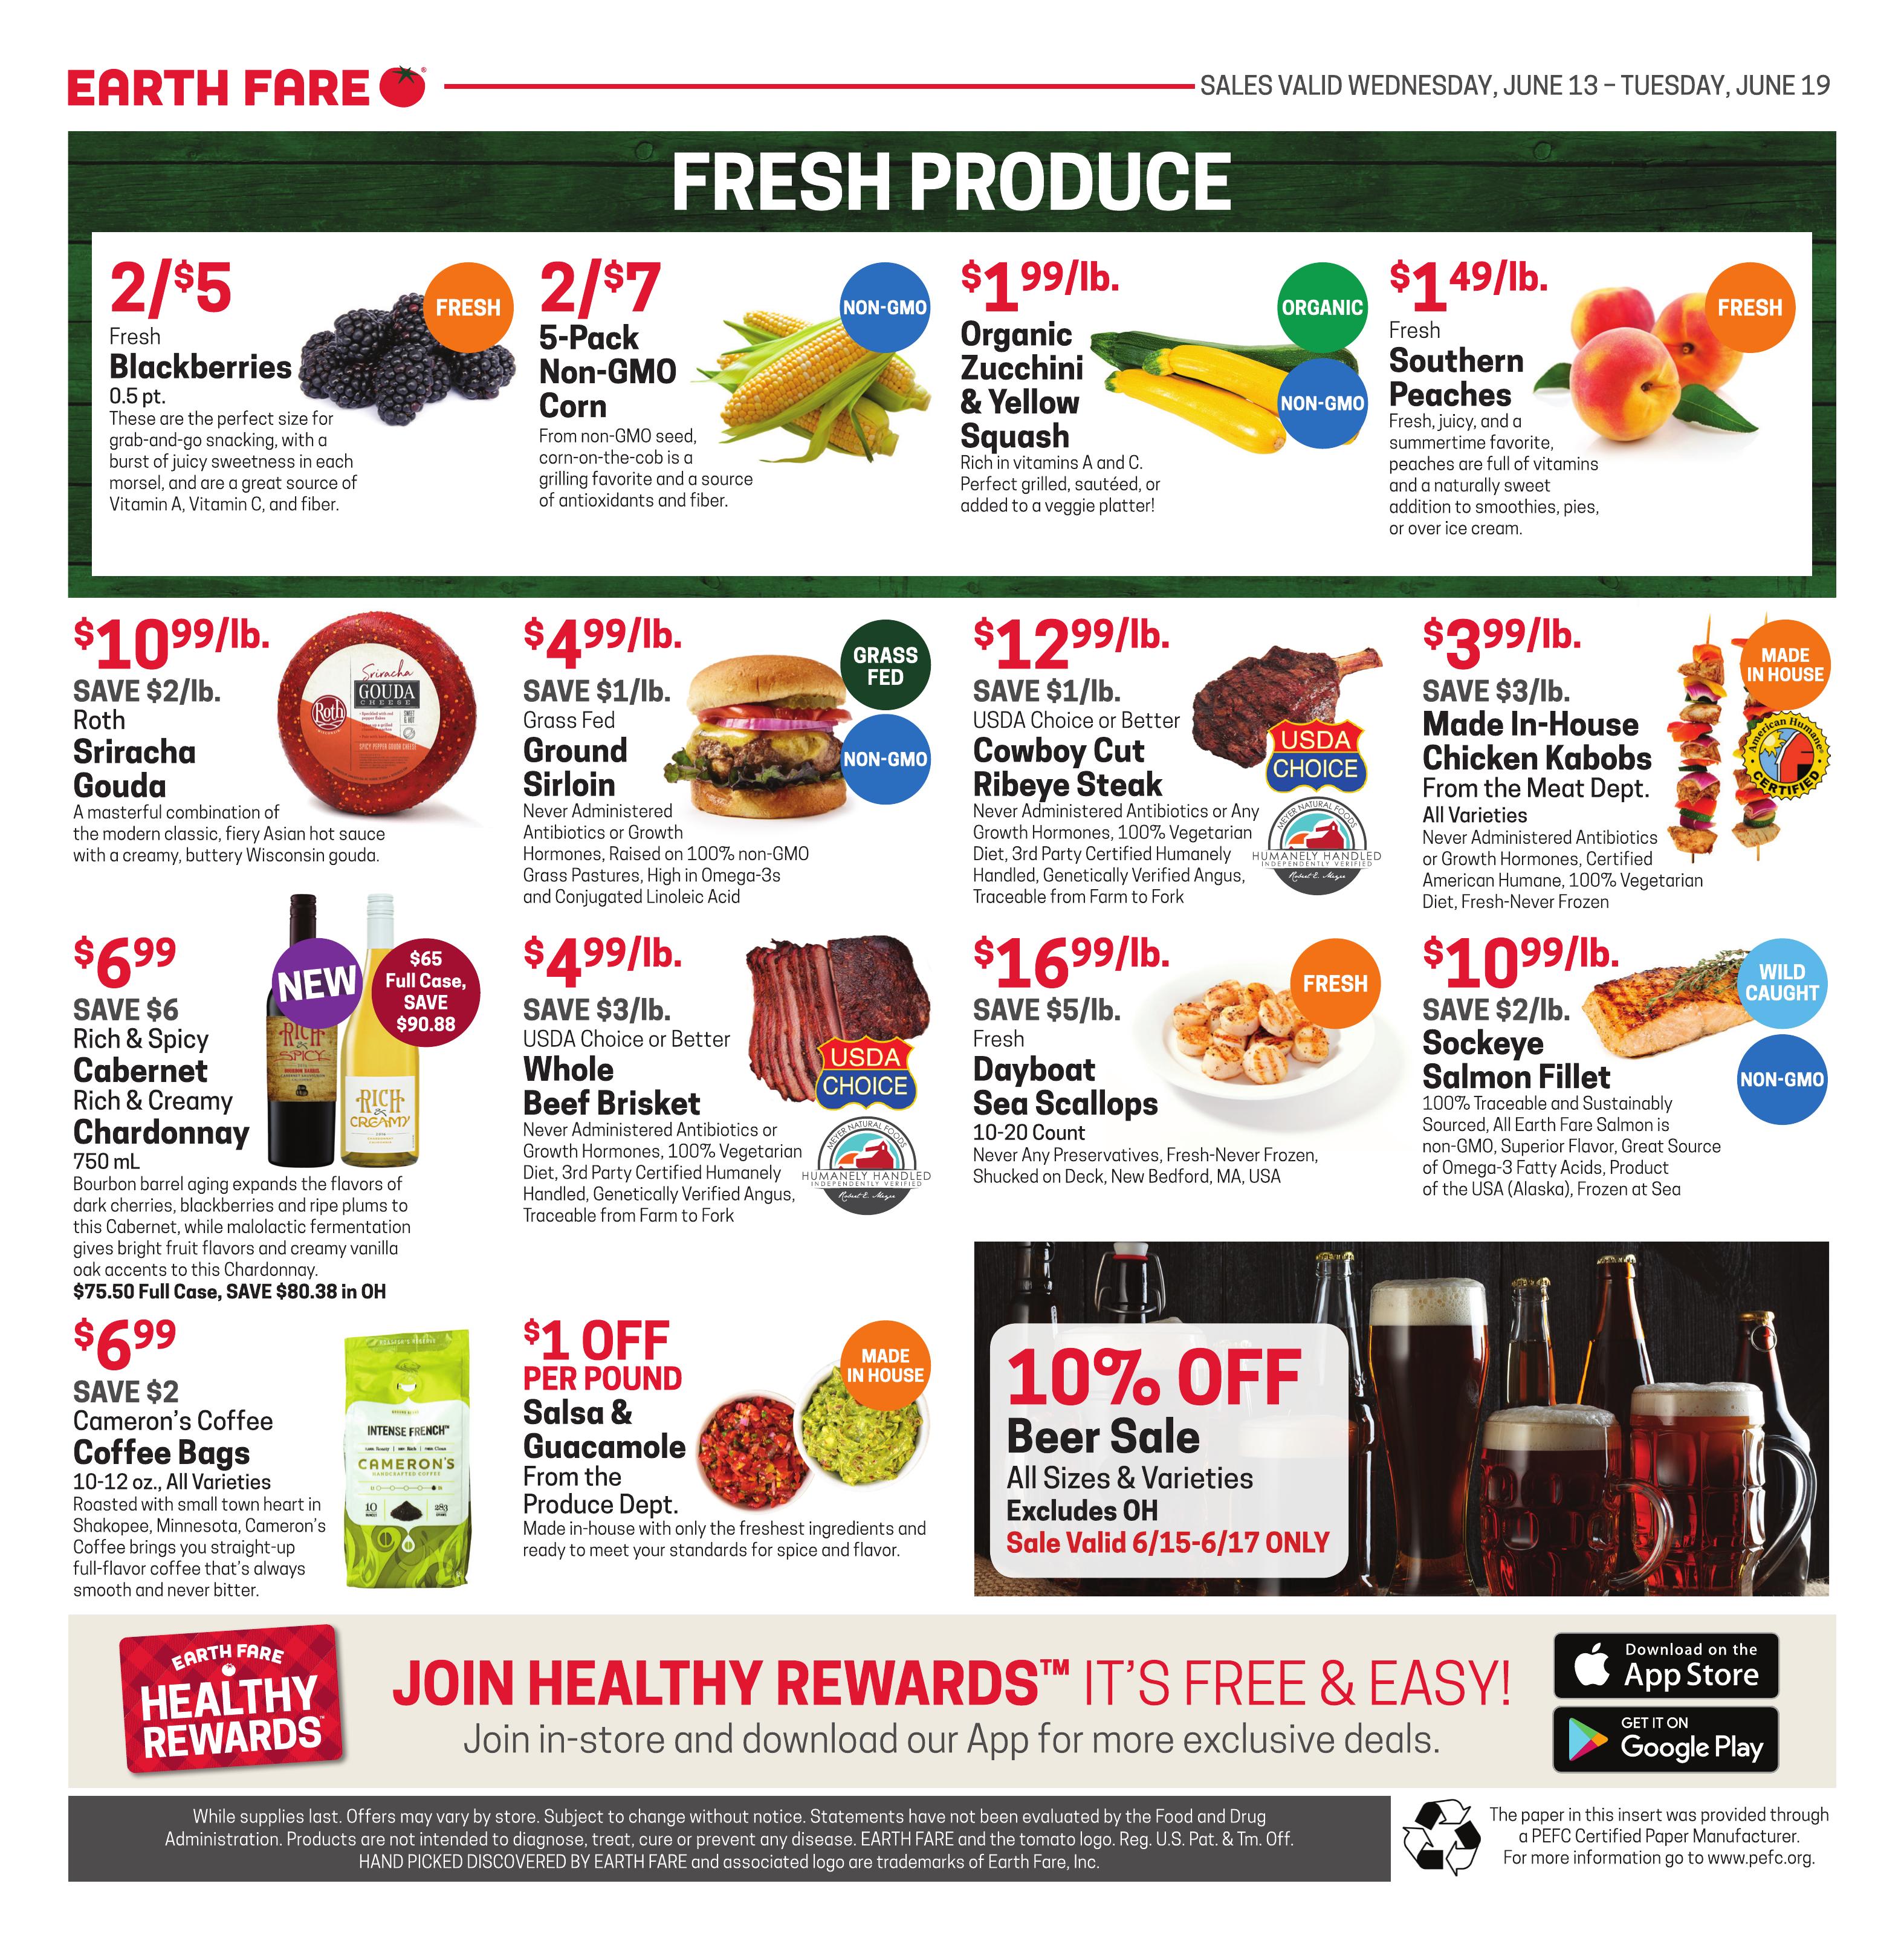 EARTH FARE
SALES VALID WEDNESDAY, JUNE 13 – TUESDAY, JUNE 19
FRESH PRODUCE
2/$5
FRESH
Fresh
Blackberries
0.5 pt.
These are the perfect size for
grab-and-go snacking, with a
burst of juicy sweetness in each
morsel, and are a great source of
Vitamin A, Vitamin C, and fiber.
2/$7
NON-GMO
5-Pack
Non-GMO
Corn
From non-GMO seed,
corn-on-the-cob is a
grilling favorite and a source
of antioxidants and fiber.
$1 99/lb.
ORGANIC
NON-GMO
Organic
Zucchini
& Yellow
Squash
Rich in vitamins A and C.
Perfect grilled, sautéed, or
added to a veggie platter!
$1 49/lb.
FRESH
Fresh
Southern
Peaches
Fresh, juicy, and a
summertime favorite,
peaches are full of vitamins
and a naturally sweet
addition to smoothies, pies,
or over ice cream.
$10 99/lb.
SAVE $2/lb.
Roth
Sriracha
Gouda
A masterful combination of
the modern classic, fiery Asian hot sauce
with a creamy, buttery Wisconsin gouda.
Sriracha
GOUDA
CHEESE
Roth
SPICY PEPPER GOUDA CHEESE
$4 99/lb.
SAVE $1/lb.
GRASS
FED
NON-GMO
Grass Fed
Ground
Sirloin
Never Administered
Antibiotics or Growth
Hormones, Raised on 100% non-GMO
Grass Pastures, High in Omega-3s
and Conjugated Linoleic Acid
$12 99/lb.
SAVE $1/lb.
USDA Choice or Better
Cowboy Cut
Ribeye Steak
Never Administered Antibiotics or Any
Growth Hormones, 100% Vegetarian
Diet, 3rd Party Certified Humanely
Handled, Genetically Verified Angus,
Traceable from Farm to Fork
USDA
CHOICE
MEYER NATURAL FOODS
HUMANELY HANDLED
INDEPENDENTLY VERIFIED
Robert E. Meyer
$3 99/lb.
SAVE $3/lb.
MADE
IN HOUSE
American Humane
CERTIFIED
Made In-House
Chicken Kabobs
From the Meat Dept.
All Varieties
Never Administered Antibiotics
or Growth Hormones, Certified
American Humane, 100% Vegetarian
Diet, Fresh-Never Frozen
$6 99
SAVE $6
NEW
$65
Full Case,
SAVE
$90.88
Rich & Spicy
Cabernet
Rich & Creamy
Chardonnay
750 mL
Bourbon barrel aging expands the flavors of
dark cherries, blackberries and ripe plums to
this Cabernet, while malolactic fermentation
gives bright fruit flavors and creamy vanilla
oak accents to this Chardonnay.
$75.50 Full Case, SAVE $80.38 in OH
RICH
&
SPICY
BOURBON BARREL
RICH
&
CREAMY
$4 99/lb.
SAVE $3/lb.
USDA Choice or Better
Whole
Beef Brisket
Never Administered Antibiotics or
Growth Hormones, 100% Vegetarian
Diet, 3rd Party Certified Humanely
Handled, Genetically Verified Angus,
Traceable from Farm to Fork
USDA
CHOICE
MEYER NATURAL FOODS
HUMANELY HANDLED
INDEPENDENTLY VERIFIED
Robert E. Meyer
$16 99/lb.
SAVE $5/lb.
FRESH
Fresh
Dayboat
Sea Scallops
10-20 Count
Never Any Preservatives, Fresh-Never Frozen,
Shucked on Deck, New Bedford, MA, USA
$10 99/lb.
SAVE $2/lb.
WILD
CAUGHT
NON-GMO
Sockeye
Salmon Fillet
100% Traceable and Sustainably
Sourced, All Earth Fare Salmon is
non-GMO, Superior Flavor, Great Source
of Omega-3 Fatty Acids, Product
of the USA (Alaska), Frozen at Sea
$6 99
SAVE $2
Cameron's Coffee
Coffee Bags
10-12 oz., All Varieties
Roasted with small town heart in
Shakopee, Minnesota, Cameron's
Coffee brings you straight-up
full-flavor coffee that's always
smooth and never bitter.
ROASTER'S RESERVE
INTENSE FRENCH™
CAMERON'S
HANDCRAFTED COFFEE
10
283
$1 OFF
PER POUND
MADE
IN HOUSE
Salsa &
Guacamole
From the
Produce Dept.
Made in-house with only the freshest ingredients and
ready to meet your standards for spice and flavor.
10% OFF
Beer Sale
All Sizes & Varieties
Excludes OH
Sale Valid 6/15-6/17 ONLY
EARTH FARE
HEALTHY
REWARDS™
JOIN HEALTHY REWARDS™ IT'S FREE & EASY!
Join in-store and download our App for more exclusive deals.
Download on the
App Store
GET IT ON
Google Play
While supplies last. Offers may vary by store. Subject to change without notice. Statements have not been evaluated by the Food and Drug
Administration. Products are not intended to diagnose, treat, cure or prevent any disease. EARTH FARE and the tomato logo. Reg. U.S. Pat. & Tm. Off.
HAND PICKED DISCOVERED BY EARTH FARE and associated logo are trademarks of Earth Fare, Inc.
The paper in this insert was provided through
a PEFC Certified Paper Manufacturer.
For more information go to www.pefc.org.